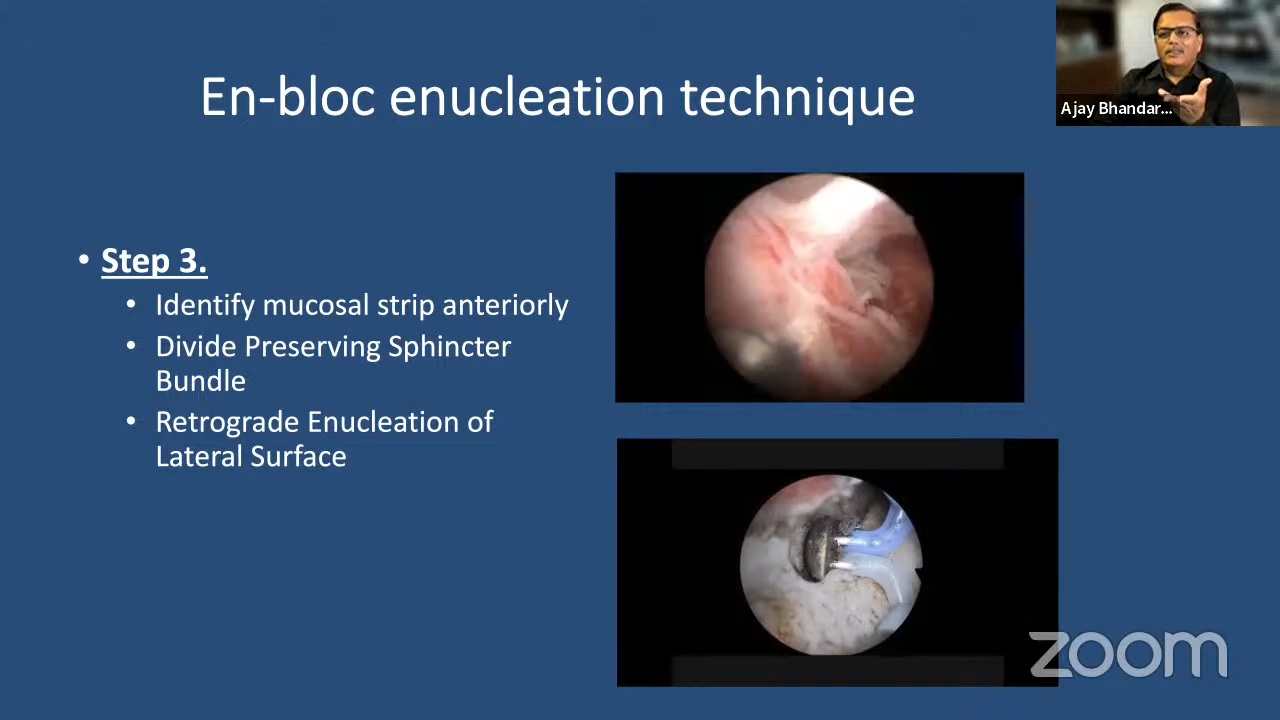 En-bloc enucleation technique
Ajay Bhandar...
• Step 3.
• Identify mucosal strip anteriorly
• Divide Preserving Sphincter
Bundle
• Retrograde Enucleation of
Lateral Surface
zoom